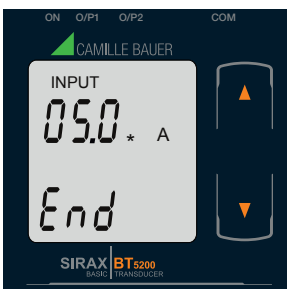 ON O/P1 O/P2 COM
CAMILLE BAUER
INPUT
05.0 * A
End
SIRAX BT5200
BASIC TRANSDUCER